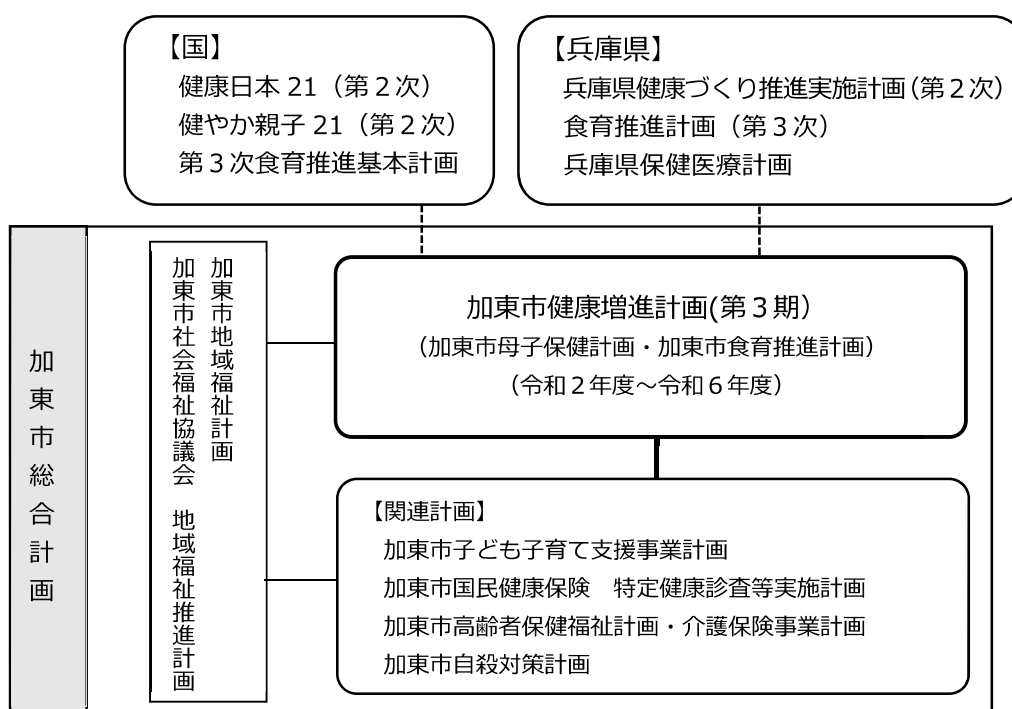 【国】
健康日本 21（第２次）
健やか親子 21（第２次）
第３次食育推進基本計画
【兵庫県】
兵庫県健康づくり推進実施計画（第２次）
食育推進計画（第３次）
兵庫県保健医療計画
加東市総合計画
加東市地域福祉計画
加東市社会福祉協議会　地域福祉推進計画
加東市健康増進計画(第３期）
（加東市母子保健計画・加東市食育推進計画）
（令和２年度～令和６年度）
【関連計画】
加東市子ども子育て支援事業計画
加東市国民健康保険　特定健康診査等実施計画
加東市高齢者保健福祉計画・介護保険事業計画
加東市自殺対策計画